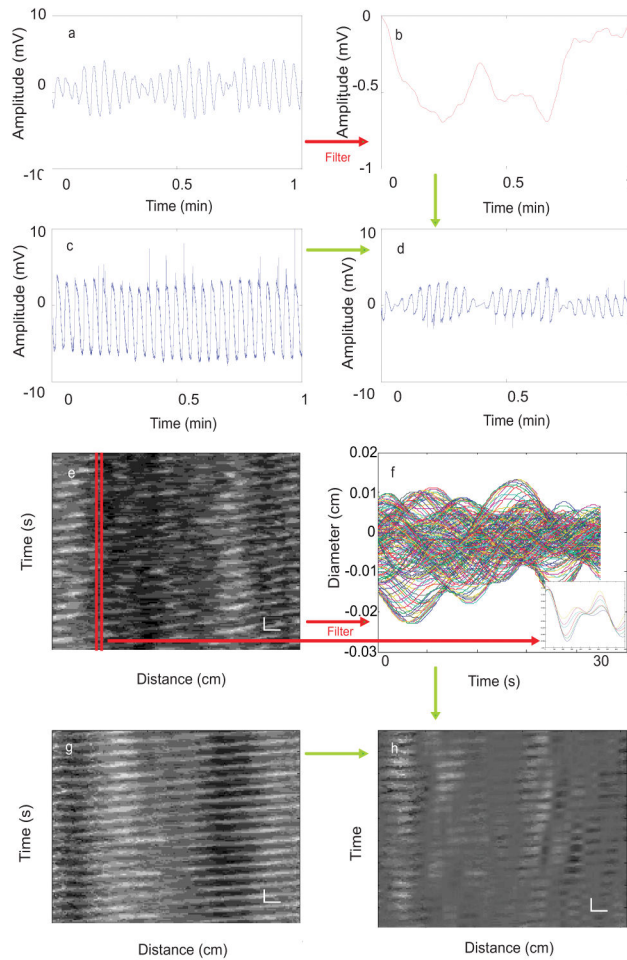 a
Amplitude (mV)
10
0
-10
0 0.5 1
Time (min)
Filter
b
Amplitude (mV)
0
-0.5
-1
0 0.5 1
Time (min)
c
Amplitude (mV)
10
0
-10
0 0.5 1
Time (min)
d
Amplitude (mV)
10
0
-10
0 0.5 1
Time (min)
e
Time (s)
Distance (cm)
Filter
f
Diameter (cm)
0.02
0.01
0
-0.01
-0.02
-0.03
0 30
Time (s)
g
Time (s)
Distance (cm)
h
Time
Distance (cm)